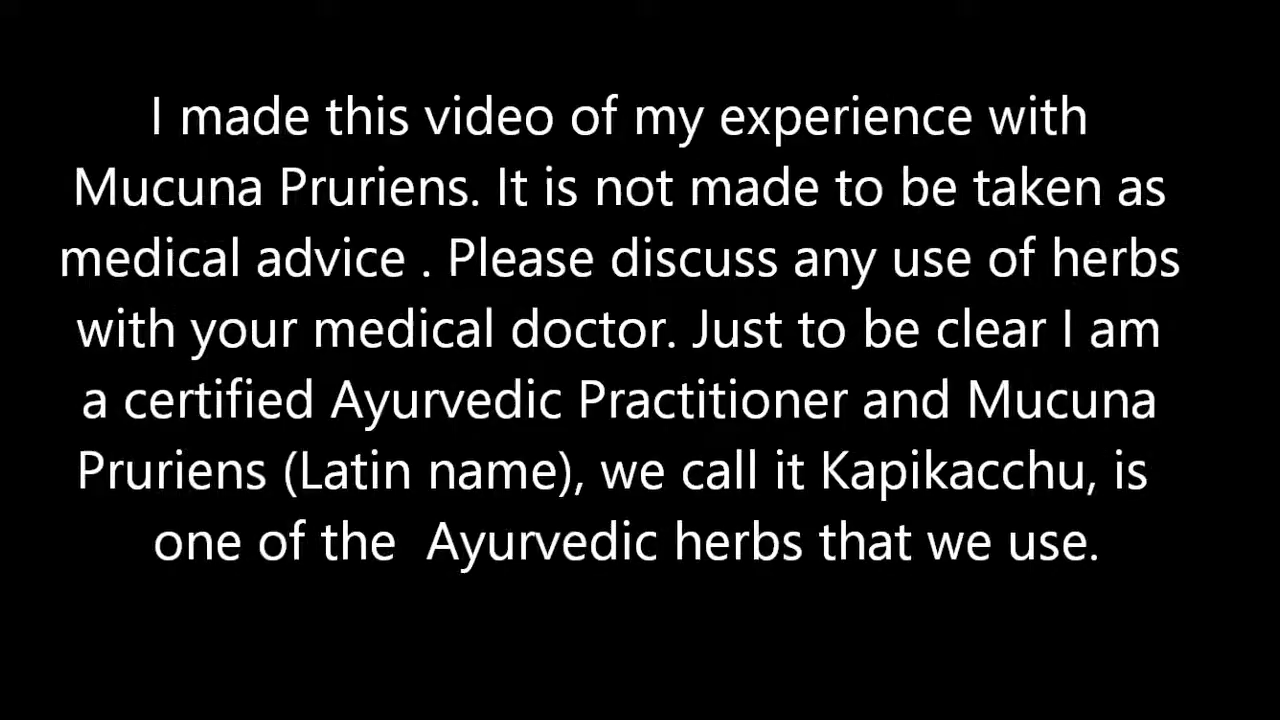 I made this video of my experience with
Mucuna Pruriens. It is not made to be taken as
medical advice . Please discuss any use of herbs
with your medical doctor. Just to be clear I am
a certified Ayurvedic Practitioner and Mucuna
Pruriens (Latin name), we call it Kapikacchu, is
one of the  Ayurvedic herbs that we use.